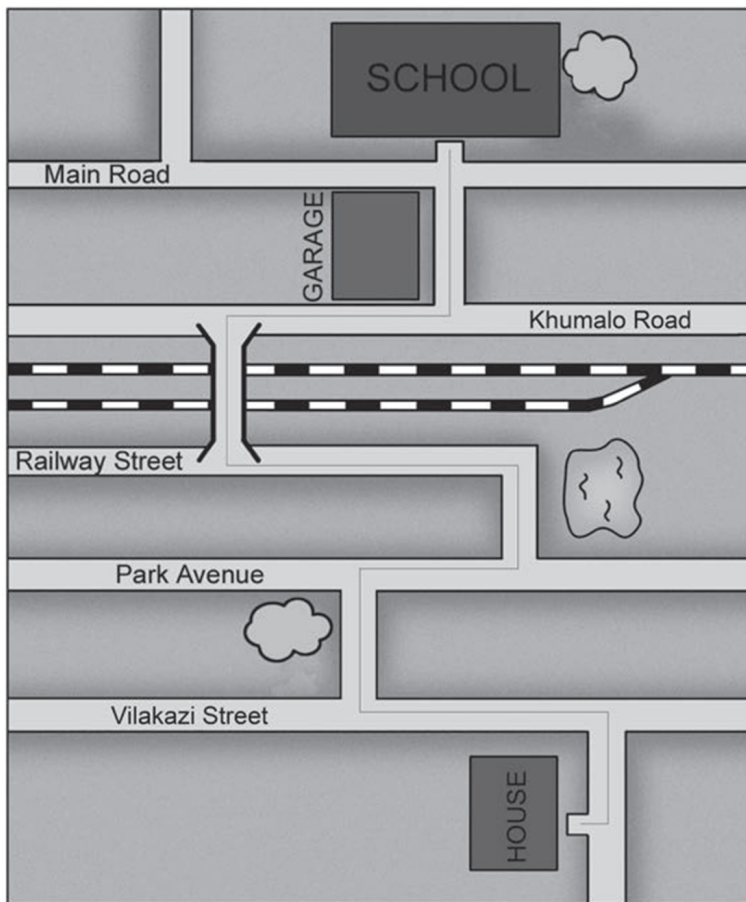 SCHOOL
Main Road
GARAGE
Khumalo Road
Railway Street
Park Avenue
Vilakazi Street
HOUSE